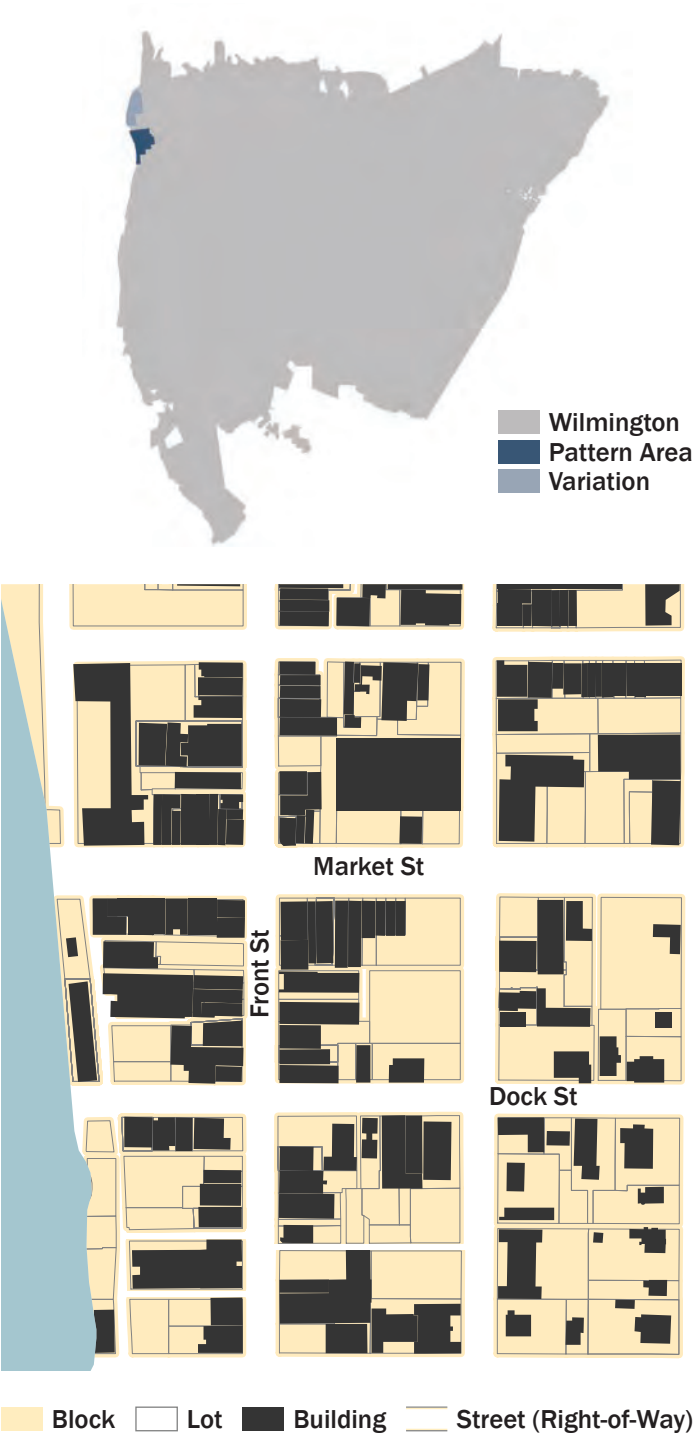 Wilmington
Pattern Area
Variation
Market St
Front St
Dock St
Block
Lot
Building
Street (Right-of-Way)